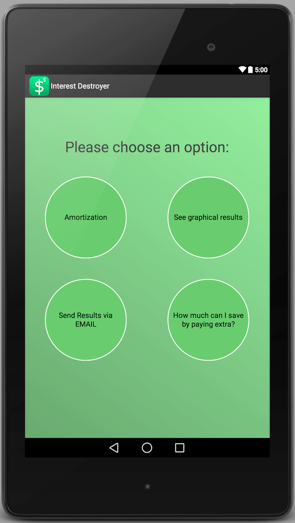 5:00
$
$
Interest Destroyer
Please choose an option:
Amortization
See graphical results
Send Results via
EMAIL
How much can I save
by paying extra?